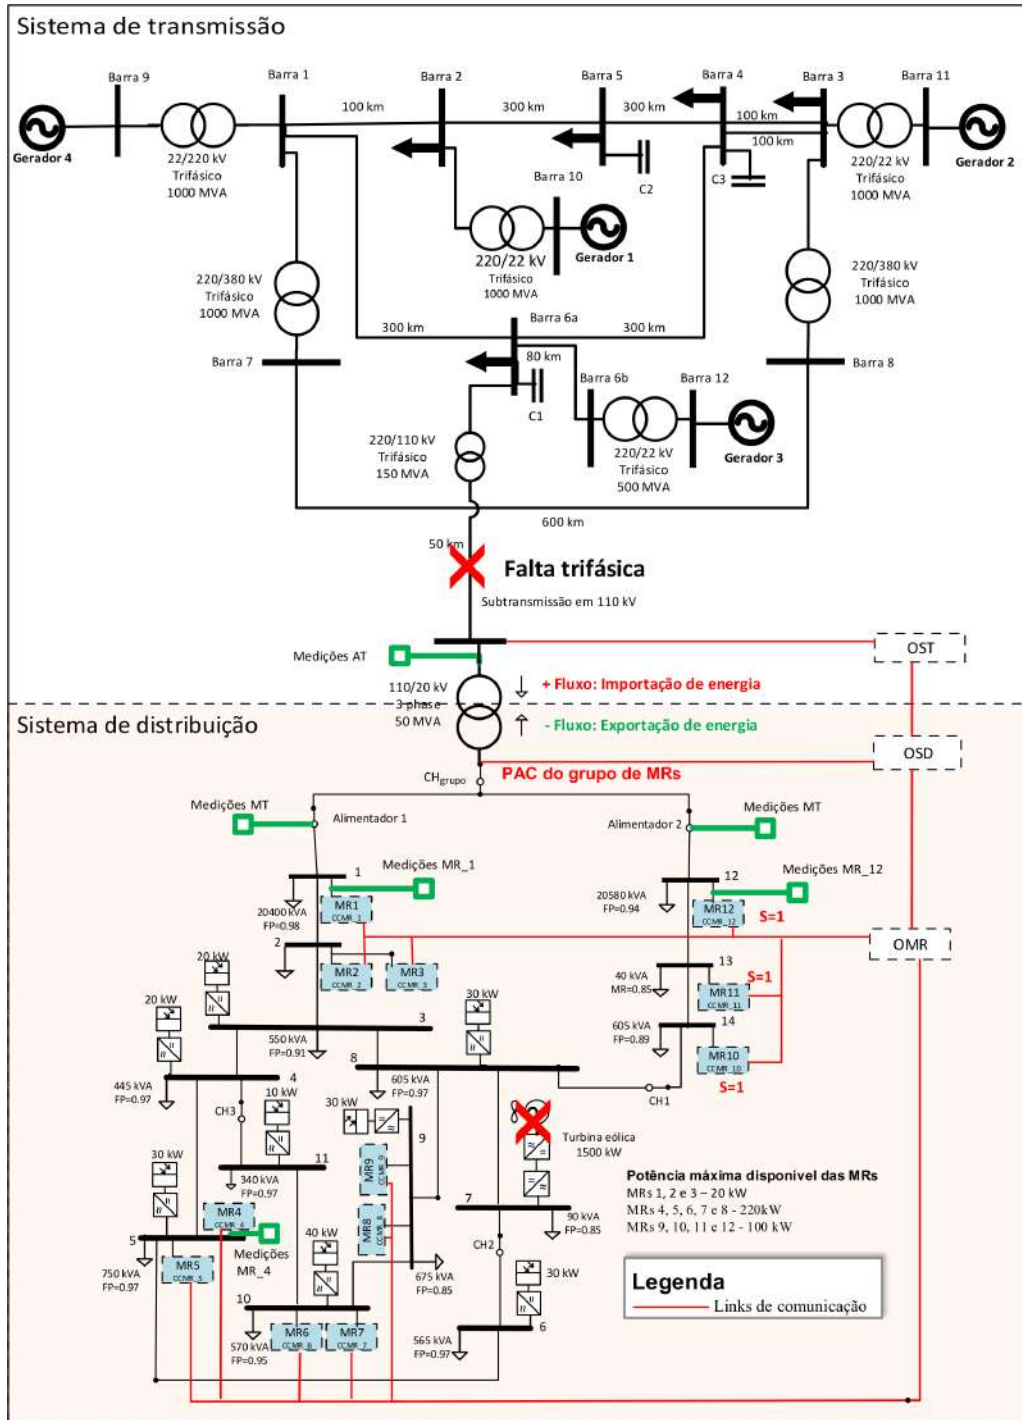 Sistema de transmissão
Barra 9
Barra 1
Barra 2
Barra 5
Barra 4
Barra 3
Barra 11
100 km
300 km
300 km
100 km
100 km
Gerador 4
22/220 kV
Trifásico
1000 MVA
C2
C3
220/22 kV
Trifásico
1000 MVA
Gerador 2
Barra 10
220/22 kV
Trifásico
1000 MVA
Gerador 1
220/380 kV
Trifásico
1000 MVA
220/380 kV
Trifásico
1000 MVA
Barra 6a
300 km
300 km
Barra 7
80 km
Barra 8
C1
Barra 6b
Barra 12
220/110 kV
Trifásico
150 MVA
220/22 kV
Trifásico
500 MVA
Gerador 3
600 km
50 km
Falta trifásica
Subtransmissão em 110 kV
OST
Medições AT
110/20 kV
3 phase
50 MVA
+ Fluxo: Importação de energia
- Fluxo: Exportação de energia
Sistema de distribuição
OSD
CHgrupo
PAC do grupo de MRs
Medições MT
Alimentador 1
Alimentador 2
Medições MT
1
Medições MR_1
12
Medições MR_12
20400 kVA
FP=0.98
MR1
CCMR_1
20580 kVA
FP=0.94
MR12
CCMR_12
S=1
OMR
2
MR2
CCMR_2
MR3
CCMR_3
13
40 kVA
MR=0.85
MR11
CCMR_11
S=1
20 kW
20 kW
30 kW
3
550 kVA
FP=0.91
605 kVA
FP=0.89
14
MR10
CCMR_10
S=1
8
445 kVA
FP=0.97
4
605 kVA
FP=0.97
CH1
10 kW
CH3
30 kW
9
Turbina eólica
1500 kW
30 kW
11
340 kVA
FP=0.97
MR9
CCMR_9
MR8
CCMR_8
7
90 kVA
FP=0.85
Potência máxima disponível das MRs
MRs 1, 2 e 3 – 20 kW
MRs 4, 5, 6, 7 e 8 - 220kW
MRs 9, 10, 11 e 12 - 100 kW
MR4
CCMR_4
5
Medições
MR_4
40 kW
CH2
750 kVA
FP=0.97
MR5
CCMR_5
675 kVA
FP=0.85
30 kW
10
570 kVA
FP=0.95
MR6
CCMR_6
MR7
CCMR_7
565 kVA
FP=0.97
6
Legenda
Links de comunicação